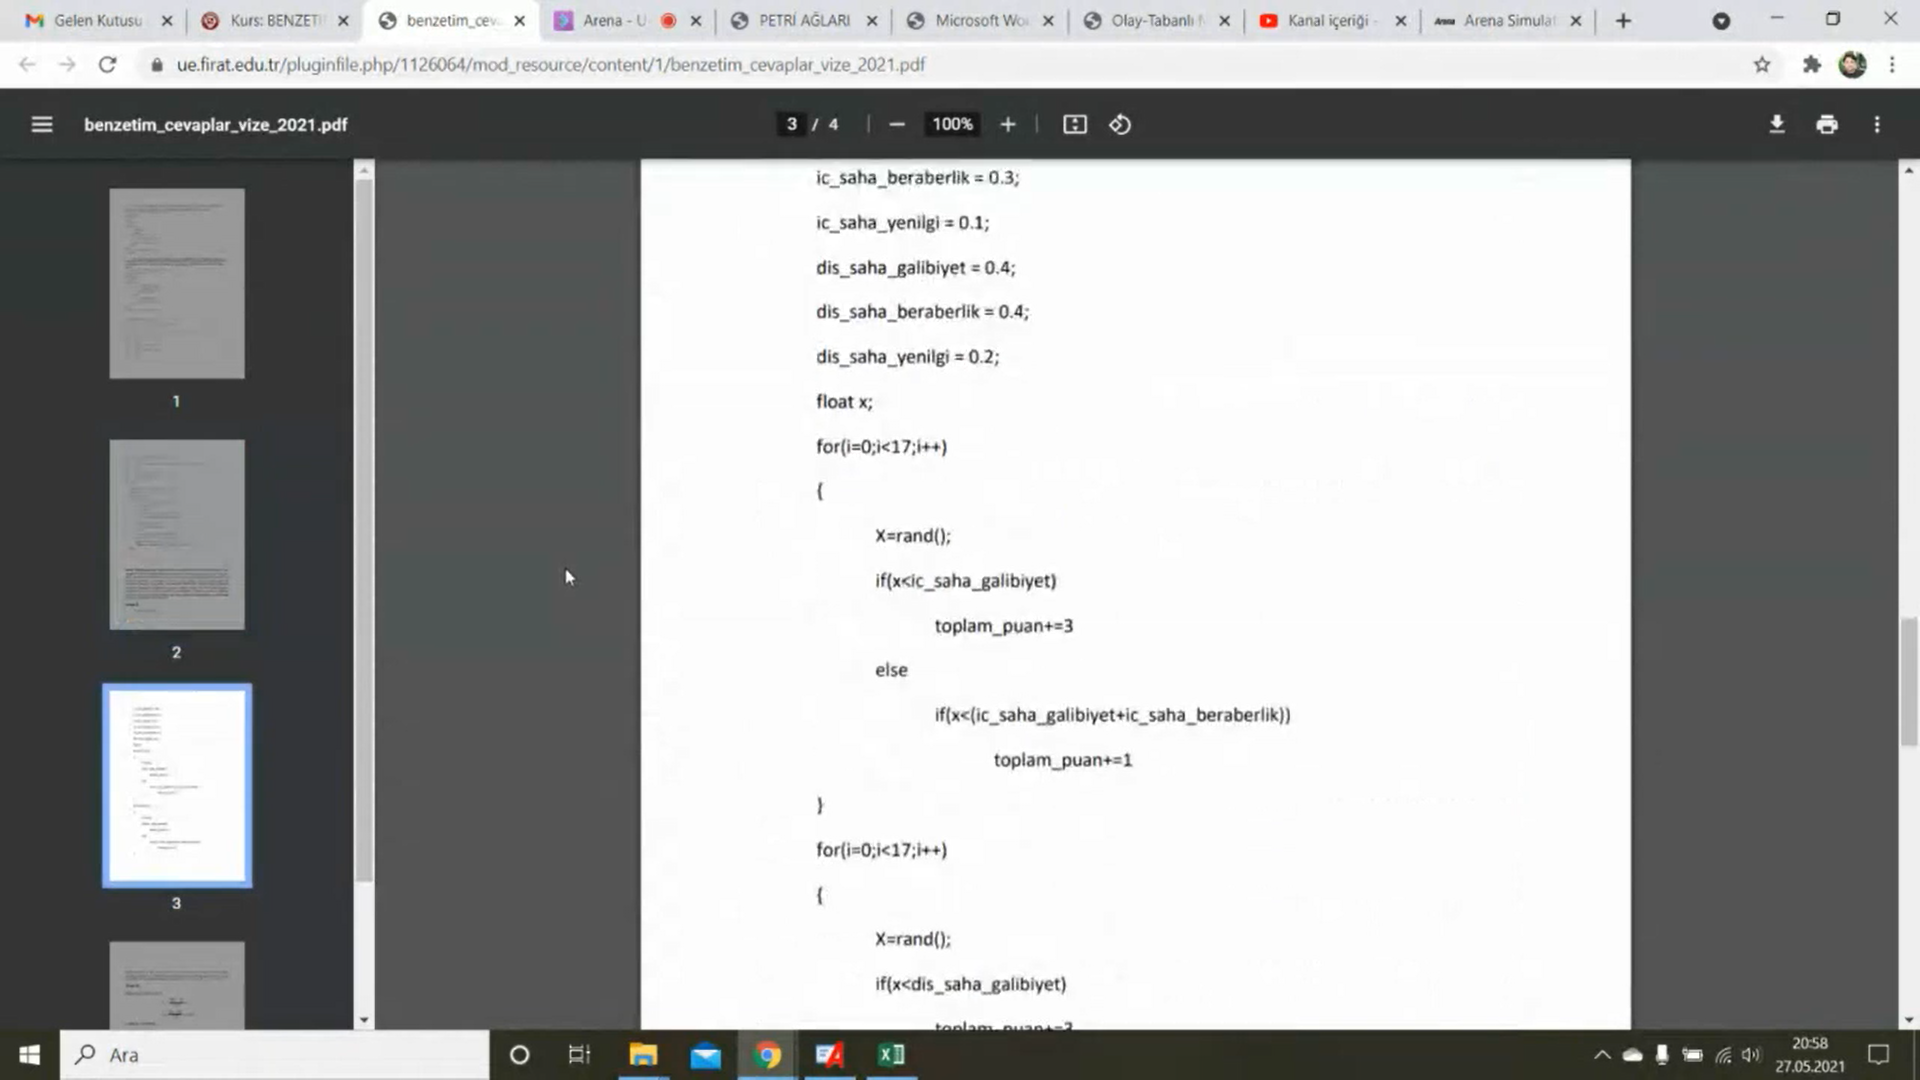 Gelen Kutusu
Kurs: BENZETİ
benzetim_cev
Arena - U
PETRİ AĞLARI
Microsoft Wo
Olay-Tabanlı
Kanal içeriği -
Arena Simulat
ue.firat.edu.tr/pluginfile.php/1126064/mod_resource/content/1/benzetim_cevaplar_vize_2021.pdf
benzetim_cevaplar_vize_2021.pdf
3 / 4
100%
1
2
3
ic_saha_beraberlik = 0.3;
ic_saha_yenilgi = 0.1;
dis_saha_galibiyet = 0.4;
dis_saha_beraberlik = 0.4;
dis_saha_yenilgi = 0.2;
float x;
for(i=0;i<17;i++)
{
X=rand();
if(x<ic_saha_galibiyet)
toplam_puan+=3
else
if(x<(ic_saha_galibiyet+ic_saha_beraberlik))
toplam_puan+=1
}
for(i=0;i<17;i++)
{
X=rand();
if(x<dis_saha_galibiyet)
toplam_puan+=3
Ara
20:58
27.05.2021